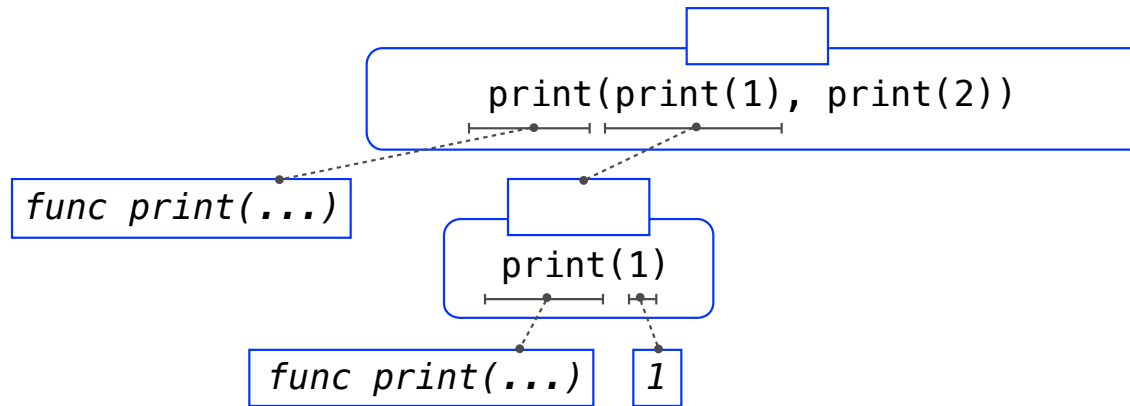 print(print(1), print(2))
func print(...)
print(1)
func print(...)
1